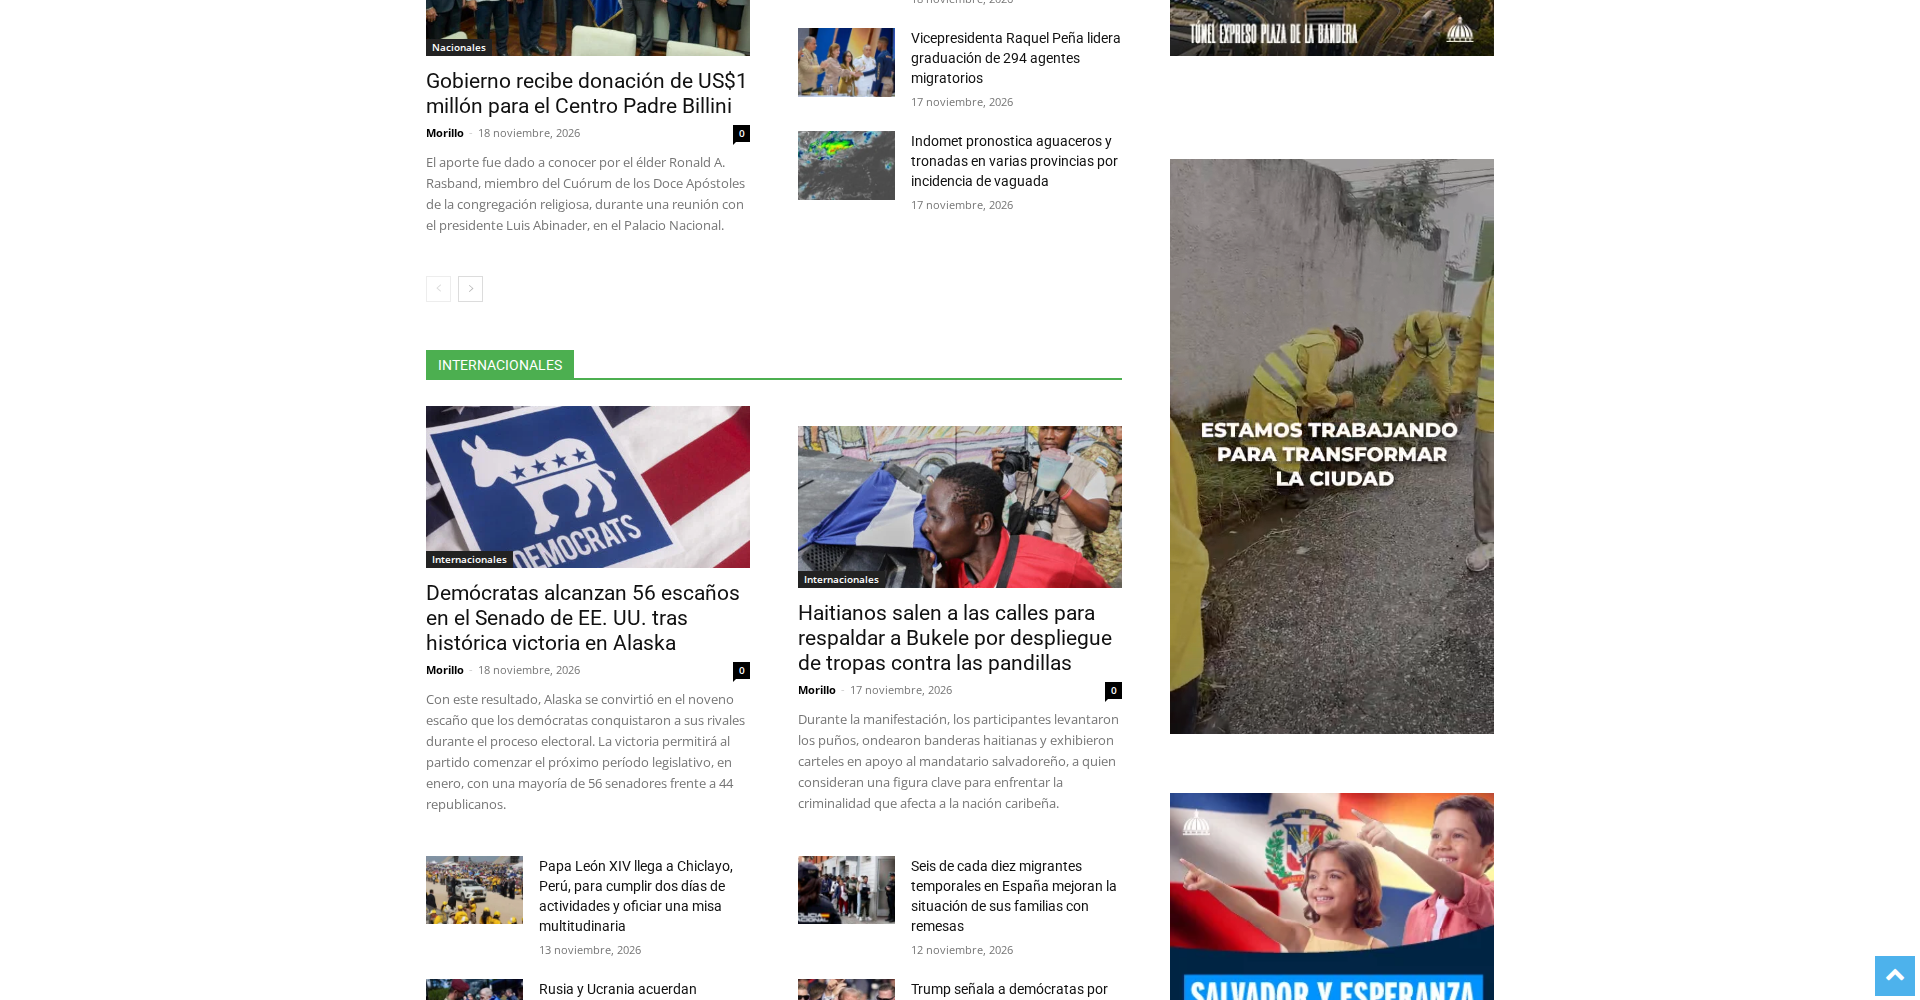 Nacionales
Gobierno recibe donación de US$1
millón para el Centro Padre Billini
Morillo - 18 noviembre, 2026
0
El aporte fue dado a conocer por el élder Ronald A.
Rasband, miembro del Cuórum de los Doce Apóstoles
de la congregación religiosa, durante una reunión con
el presidente Luis Abinader, en el Palacio Nacional.
18 noviembre, 2026
Vicepresidenta Raquel Peña lidera
graduación de 294 agentes
migratorios
17 noviembre, 2026
Indomet pronostica aguaceros y
tronadas en varias provincias por
incidencia de vaguada
17 noviembre, 2026
TÚNEL EXPRESO PLAZA DE LA BANDERA
INTERNACIONALES
DEMOCRATS
Internacionales
Demócratas alcanzan 56 escaños
en el Senado de EE. UU. tras
histórica victoria en Alaska
Morillo - 18 noviembre, 2026
0
Con este resultado, Alaska se convirtió en el noveno
escaño que los demócratas conquistaron a sus rivales
durante el proceso electoral. La victoria permitirá al
partido comenzar el próximo período legislativo, en
enero, con una mayoría de 56 senadores frente a 44
republicanos.
Internacionales
Haitianos salen a las calles para
respaldar a Bukele por despliegue
de tropas contra las pandillas
Morillo - 17 noviembre, 2026
0
Durante la manifestación, los participantes levantaron
los puños, ondearon banderas haitianas y exhibieron
carteles en apoyo al mandatario salvadoreño, a quien
consideran una figura clave para enfrentar la
criminalidad que afecta a la nación caribeña.
ESTAMOS TRABAJANDO
PARA TRANSFORMAR
LA CIUDAD
Papa León XIV llega a Chiclayo,
Perú, para cumplir dos días de
actividades y oficiar una misa
multitudinaria
13 noviembre, 2026
Seis de cada diez migrantes
temporales en España mejoran la
situación de sus familias con
remesas
12 noviembre, 2026
Rusia y Ucrania acuerdan
Trump señala a demócratas por
SALVADOR Y ESPERANZA